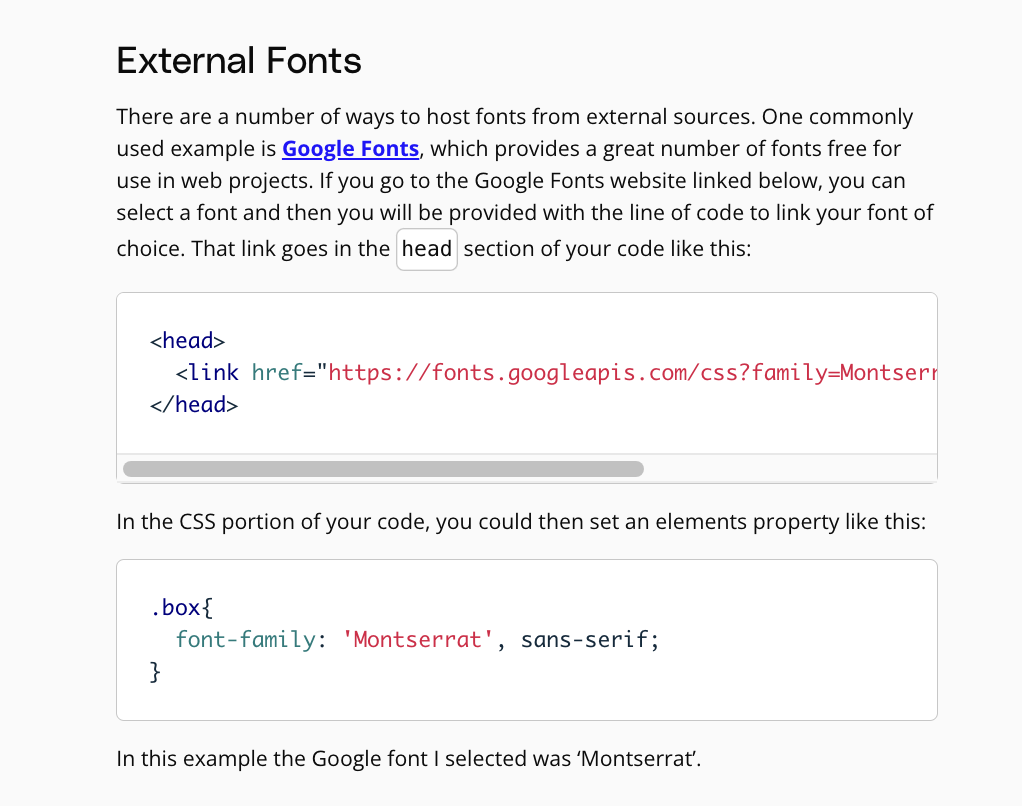 External Fonts
There are a number of ways to host fonts from external sources. One commonly
used example is Google Fonts, which provides a great number of fonts free for
use in web projects. If you go to the Google Fonts website linked below, you can
select a font and then you will be provided with the line of code to link your font of
choice. That link goes in the head section of your code like this:
<head>
  <link href="https://fonts.googleapis.com/css?family=Montserr
</head>
In the CSS portion of your code, you could then set an elements property like this:
.box{
  font-family: 'Montserrat', sans-serif;
}
In this example the Google font I selected was ‘Montserrat’.